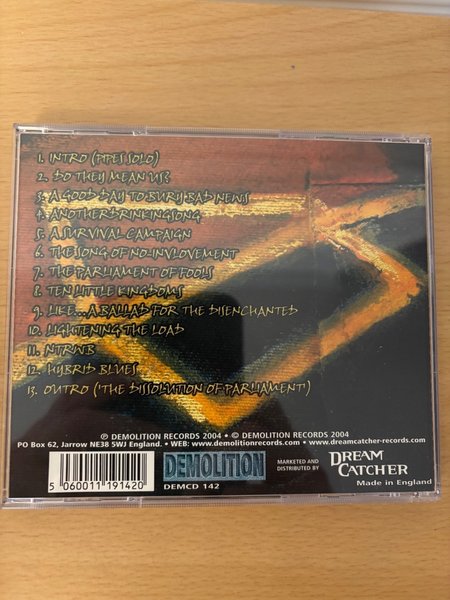 1. INTRO (PIPES SOLO)
2. DO THEY MEAN US?
3. A GOOD DAY TO BURY BAD NEWS
4. ANOTHERDRINKINGSONG
5. A SURVIVAL CAMPAIGN
6. THE SONG OF NO-INVLOVEMENT
7. THE PARLIAMENT OF FOOLS
8. TEN LITTLE KINGDOMS
9. LIKE... A BALLAD FOR THE DISENCHANTED
10. LIGHTENING THE LOAD
11. NTRWB
12. HYBRID BLUES
13. OUTRO ('THE DISSOLUTION OF PARLIAMENT')
℗ DEMOLITION RECORDS 2004 • © DEMOLITION RECORDS 2004
PO Box 62, Jarrow NE38 5WJ England. • WEB: www.demolitionrecords.com • www.dreamcatcher-records.com
5 060011 191420
DEMOLITION
DEMCD 142
MARKETED AND
DISTRIBUTED BY
DREAM
CATCHER
Made in England